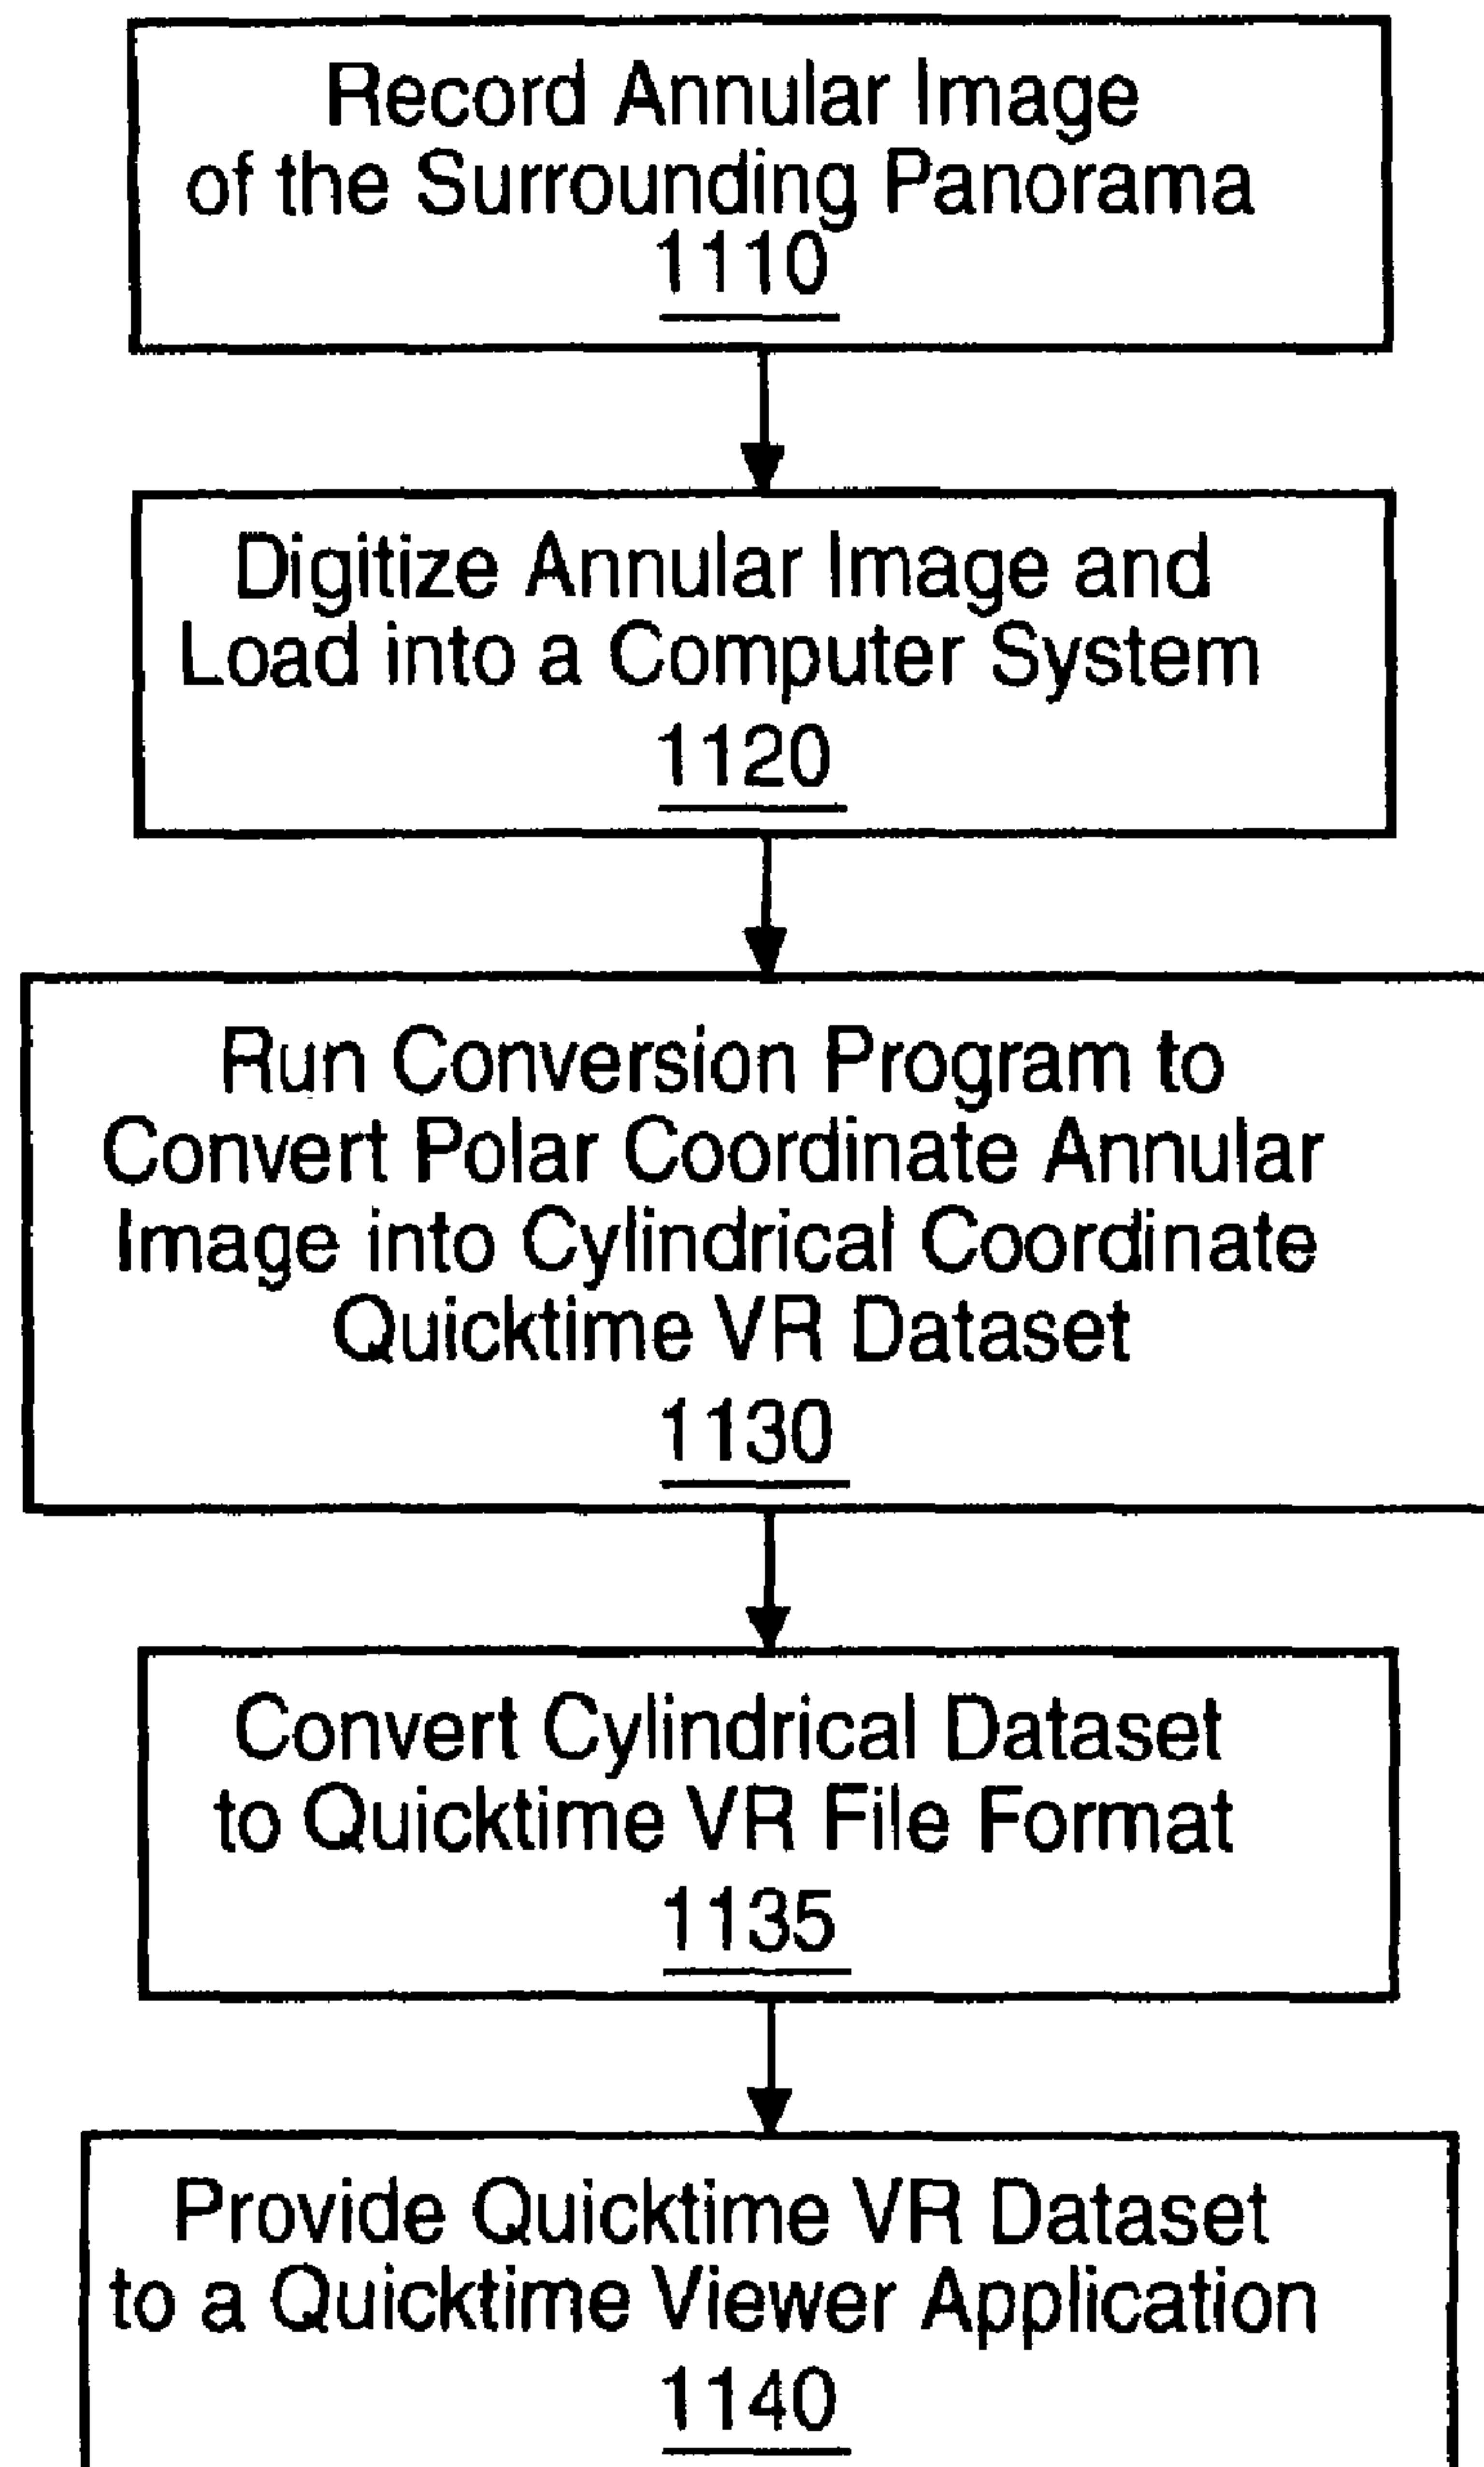 Record Annular Image
of the Surrounding Panorama
1110
Digitize Annular Image and
Load into a Computer System
1120
Run Conversion Program to
Convert Polar Coordinate Annular
Image into Cylindrical Coordinate
Quicktime VR Dataset
1130
Convert Cylindrical Dataset
to Quicktime VR File Format
1135
Provide Quicktime VR Dataset
to a Quicktime Viewer Application
1140